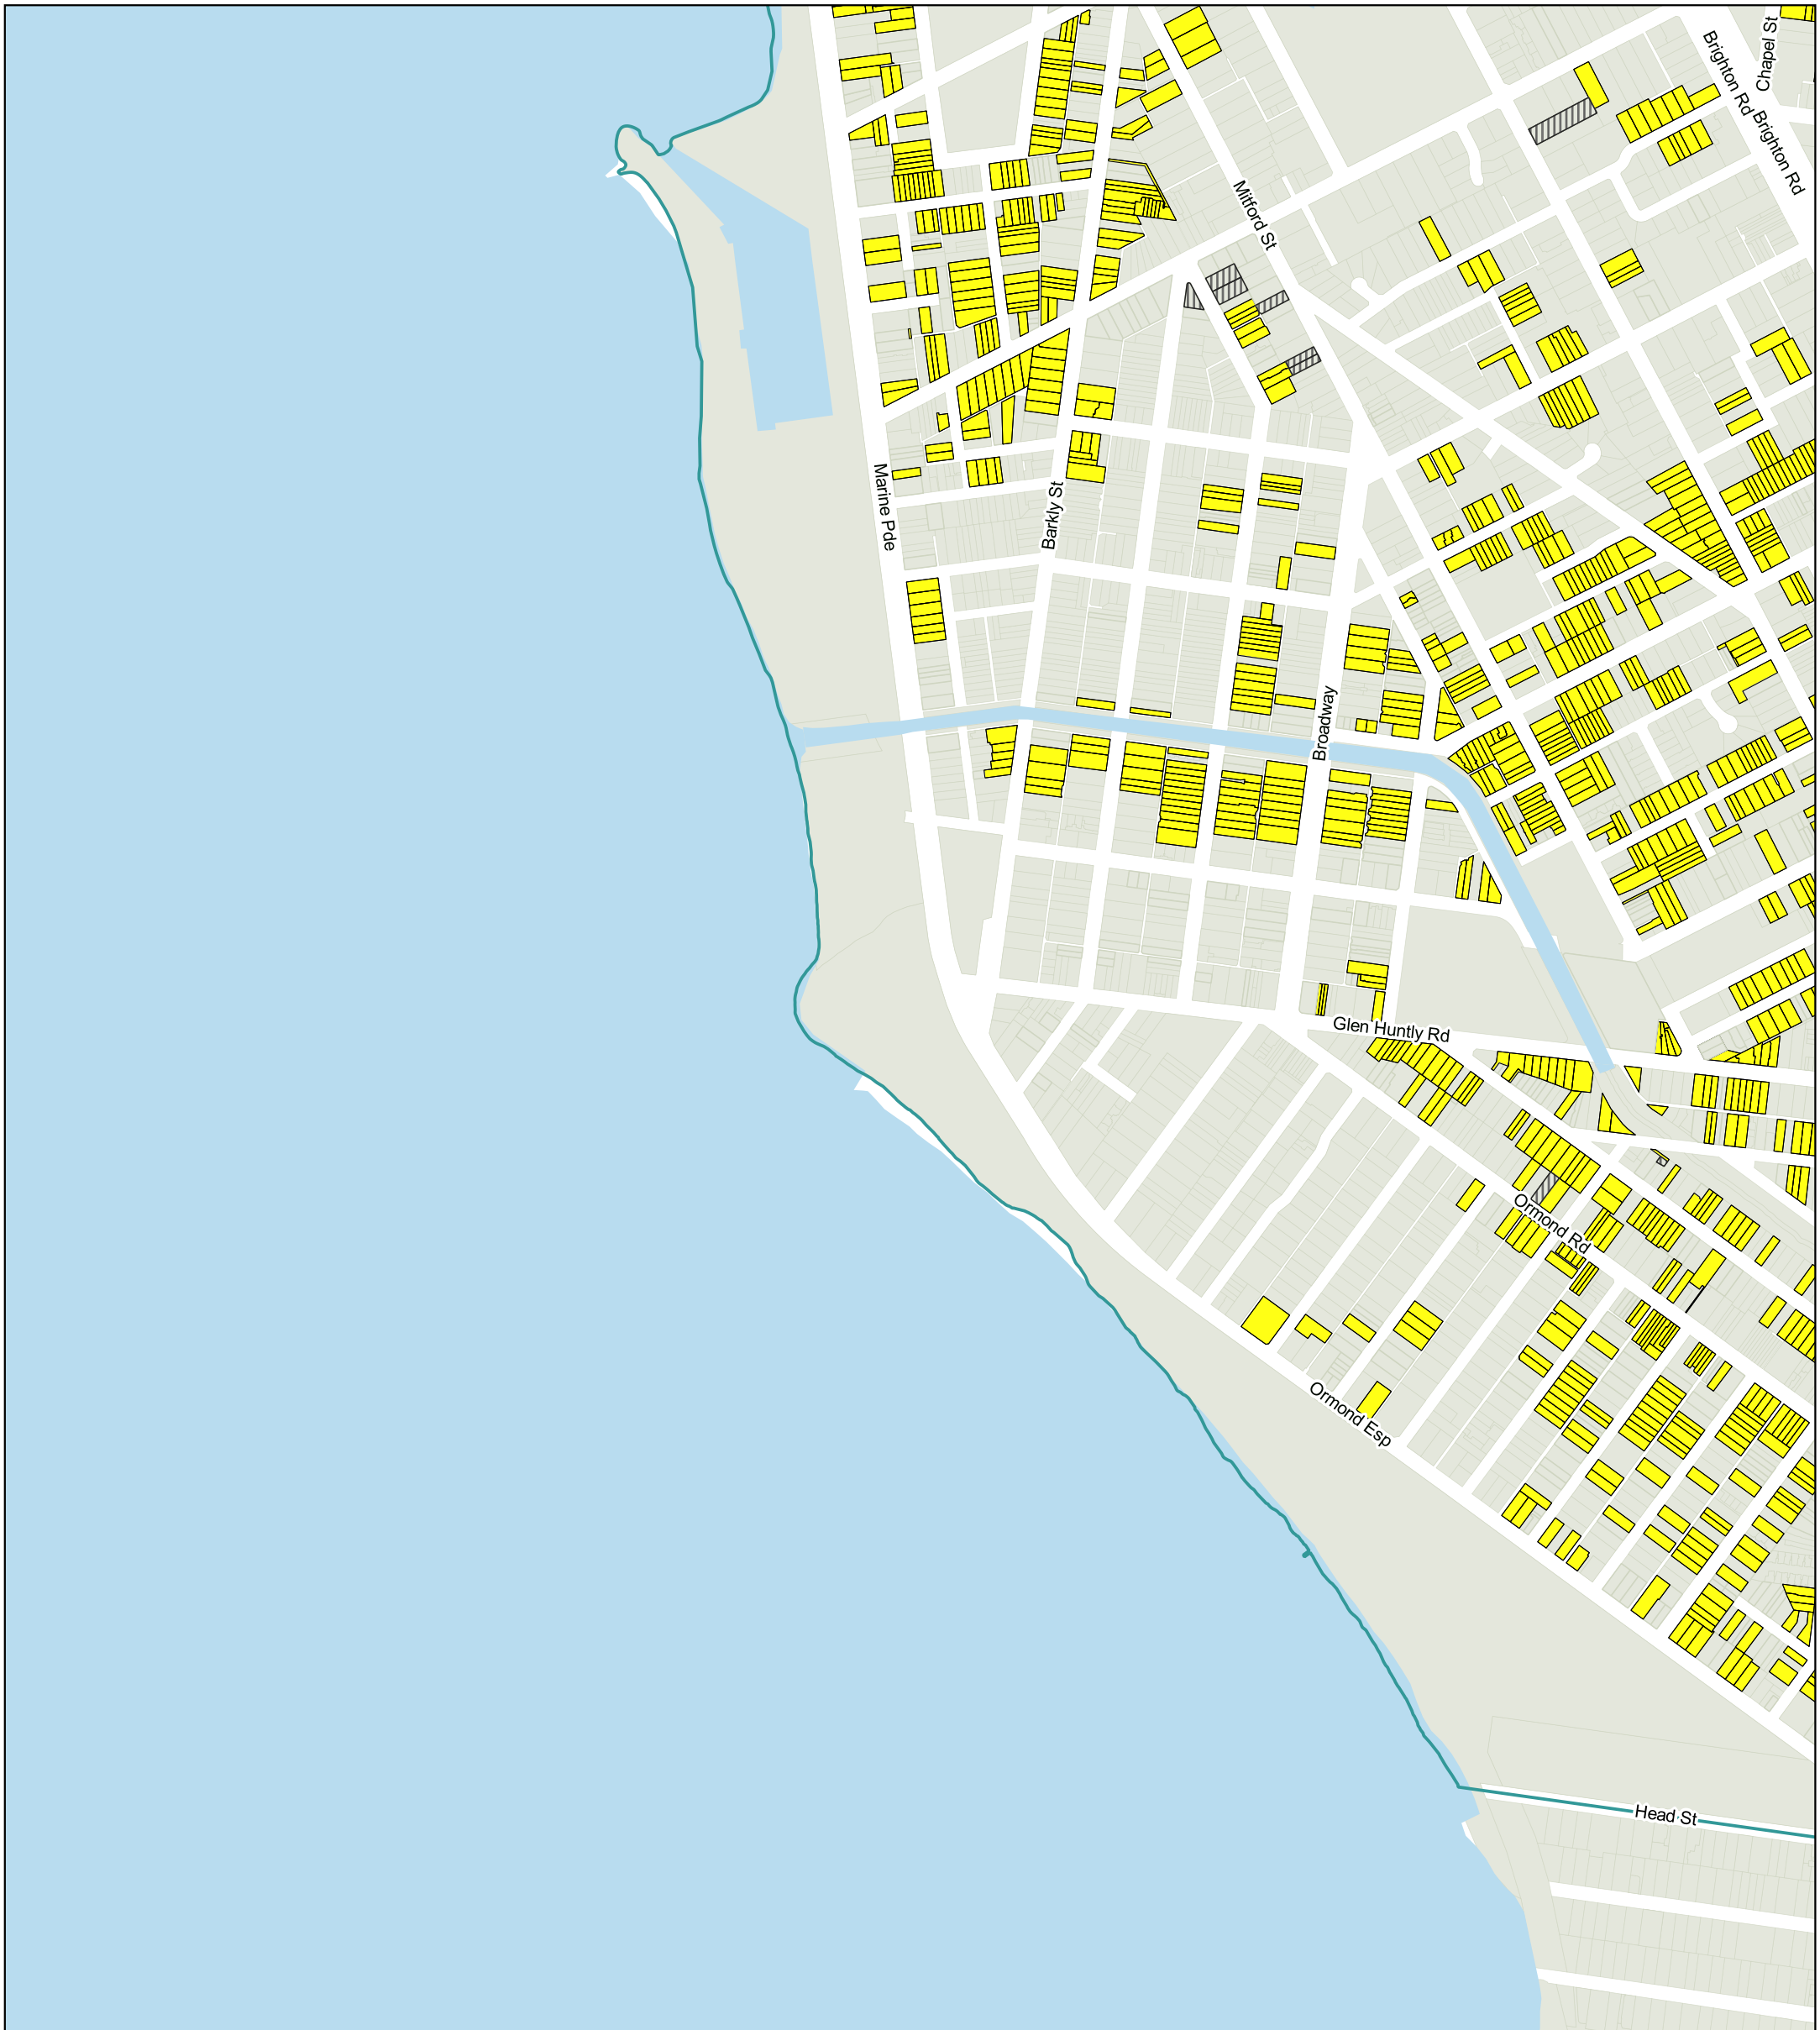 Chapel St
Brighton Rd
Brighton Rd
Mitford St
Marine Pde
Barkly St
Broadway
Glen Huntly Rd
Ormond Rd
Ormond Esp
Head St